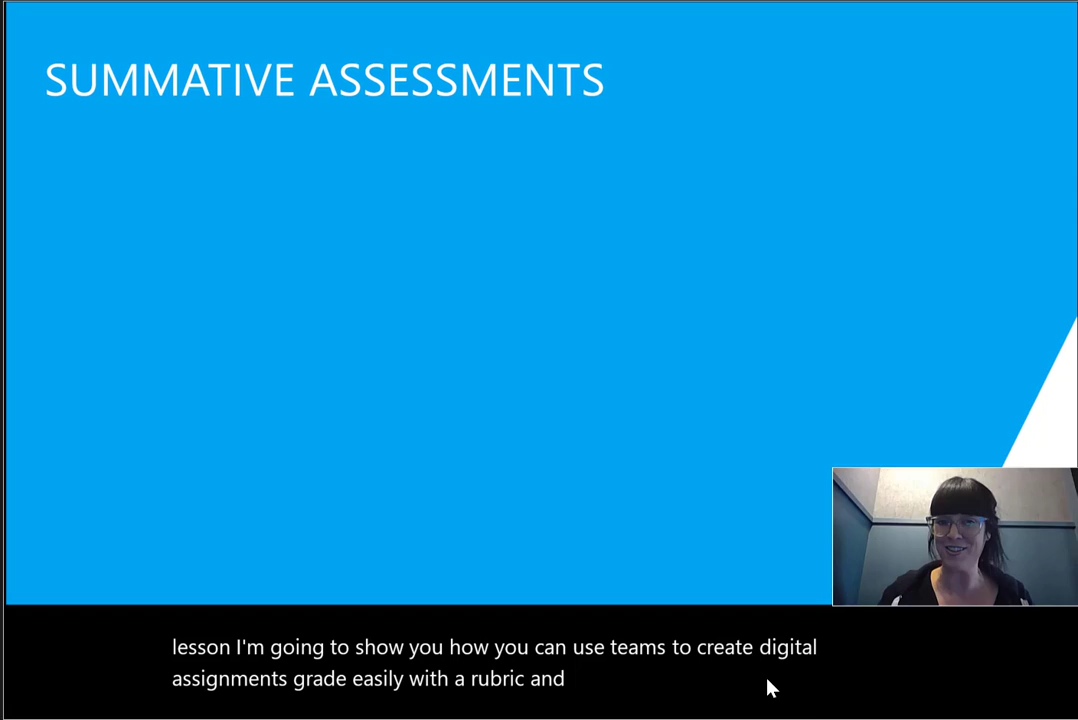 SUMMATIVE ASSESSMENTS
lesson I'm going to show you how you can use teams to create digital
assignments grade easily with a rubric and